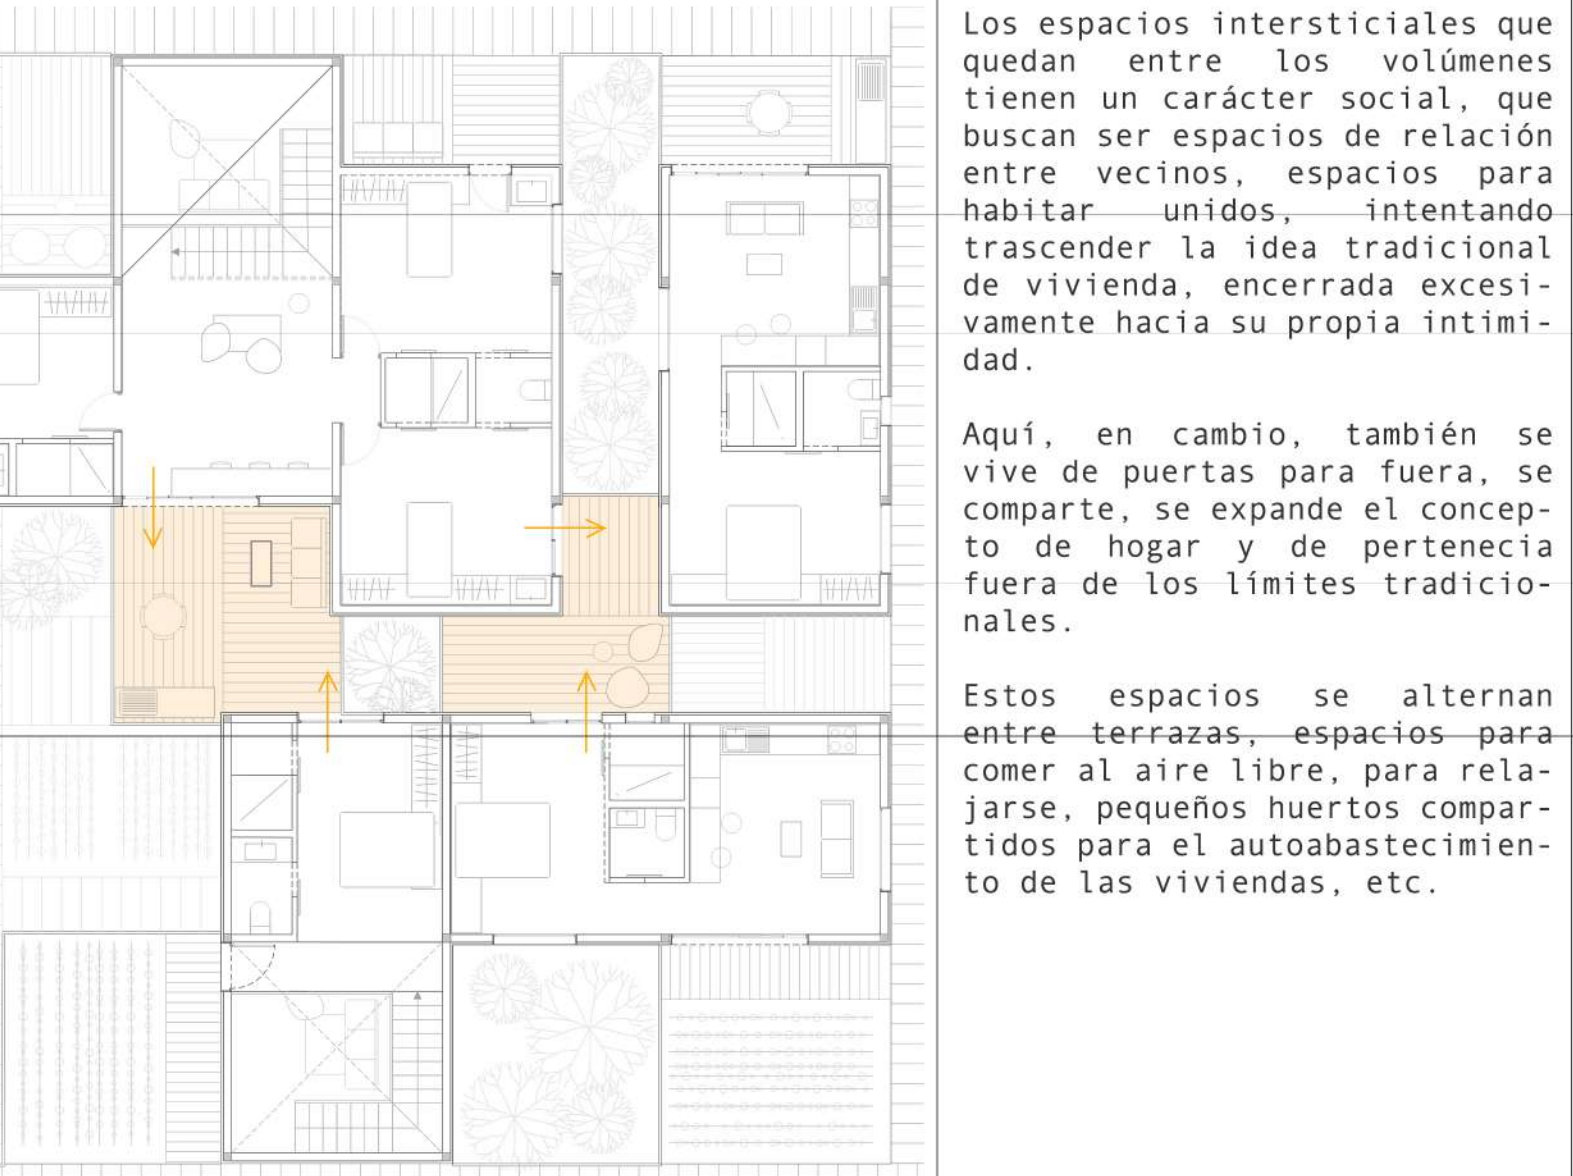 Los espacios intersticiales que
quedan entre los volúmenes
tienen un carácter social, que
buscan ser espacios de relación
entre vecinos, espacios para
habitar unidos, intentando
trascender la idea tradicional
de vivienda, encerrada excesi-
vamente hacia su propia intimi-
dad.
Aquí, en cambio, también se
vive de puertas para fuera, se
comparte, se expande el concep-
to de hogar y de pertenecia
fuera de los límites tradicio-
nales.
Estos espacios se alternan
entre terrazas, espacios para
comer al aire libre, para rela-
jarse, pequeños huertos compar-
tidos para el autoabastecimien-
to de las viviendas, etc.